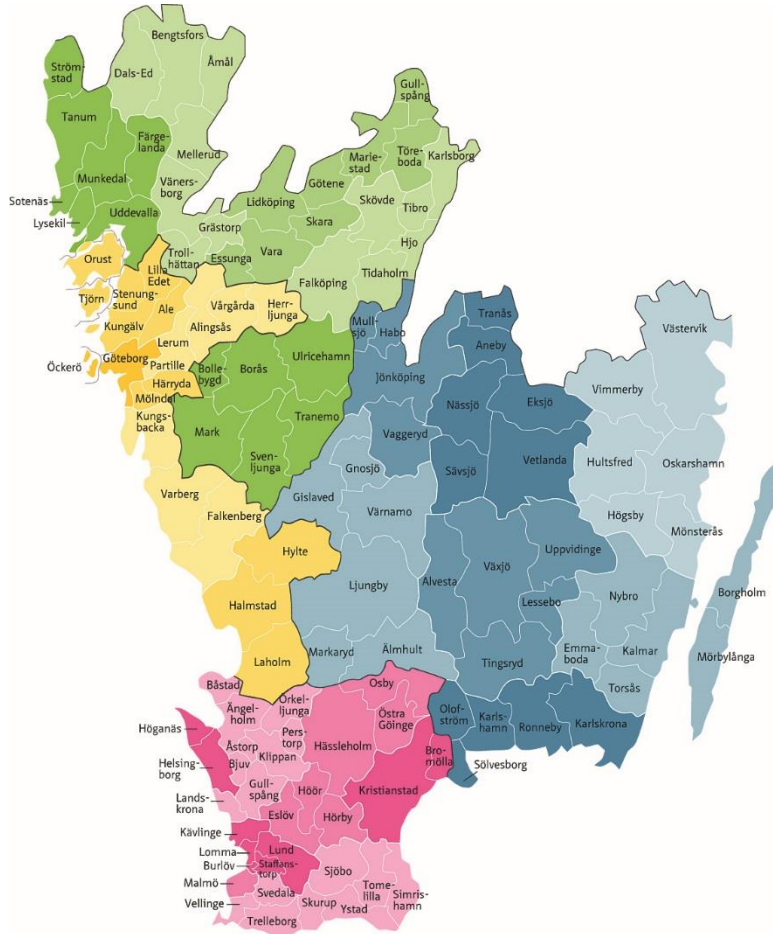 Bengtsfors
Ström-
stad
Dals-Ed
Åmål
Gull-
spång
Tanum
Färge-
landa
Mellerud
Marie-
stad
Töre-
boda
Karlsborg
Munkedal
Väners-
borg
Götene
Skövde
Sotenäs
Lysekil
Uddevalla
Lidköping
Skara
Tibro
Grästorp
Hjo
Orust
Troll-
hättan
Essunga
Vara
Tidaholm
Lilla
Edet
Falköping
Tjörn
Stenung-
sund
Ale
Vårgårda
Herr-
ljunga
Kungälv
Alingsås
Mull-
sjö
Habo
Tranås
Västervik
Lerum
Aneby
Öckerö
Göteborg
Partille
Ulricehamn
Bolle-
bygd
Borås
Jönköping
Vimmerby
Härryda
Mölndal
Nässjö
Eksjö
Kungs-
backa
Mark
Tranemo
Vaggeryd
Sven-
ljunga
Gnosjö
Sävsjö
Vetlanda
Hultsfred
Oskarshamn
Varberg
Gislaved
Falkenberg
Värnamo
Högsby
Mönsterås
Hylte
Uppvidinge
Ljungby
Alvesta
Växjö
Borgholm
Halmstad
Lessebo
Nybro
Markaryd
Älmhult
Emma-
boda
Kalmar
Mörbylånga
Laholm
Tingsryd
Torsås
Båstad
Osby
Ängel-
holm
Örkel-
ljunga
Östra
Göinge
Olof-
ström
Karls-
hamn
Ronneby
Karlskrona
Höganäs
Pers-
torp
Åstorp
Hässleholm
Bro-
mölla
Helsing-
borg
Bjuv
Klippan
Sölvesborg
Gull-
spång
Höör
Kristianstad
Lands-
krona
Eslöv
Hörby
Kävlinge
Lomma
Lund
Burlöv
Staffans-
torp
Sjöbo
Malmö
Tome-
lilla
Simris-
hamn
Vellinge
Svedala
Skurup
Ystad
Trelleborg